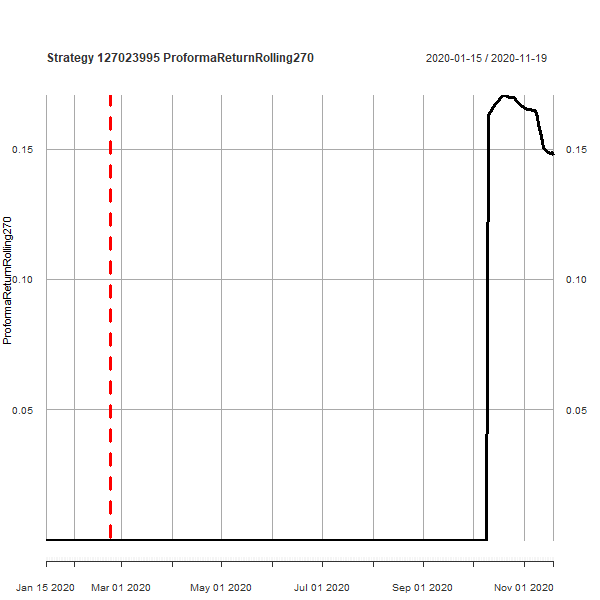 Strategy 127023995 ProformaReturnRolling270
2020-01-15 / 2020-11-19
ProformaReturnRolling270
0.15
0.15
0.10
0.10
0.05
0.05
Jan 15 2020
Mar 01 2020
May 01 2020
Jul 01 2020
Sep 01 2020
Nov 01 2020